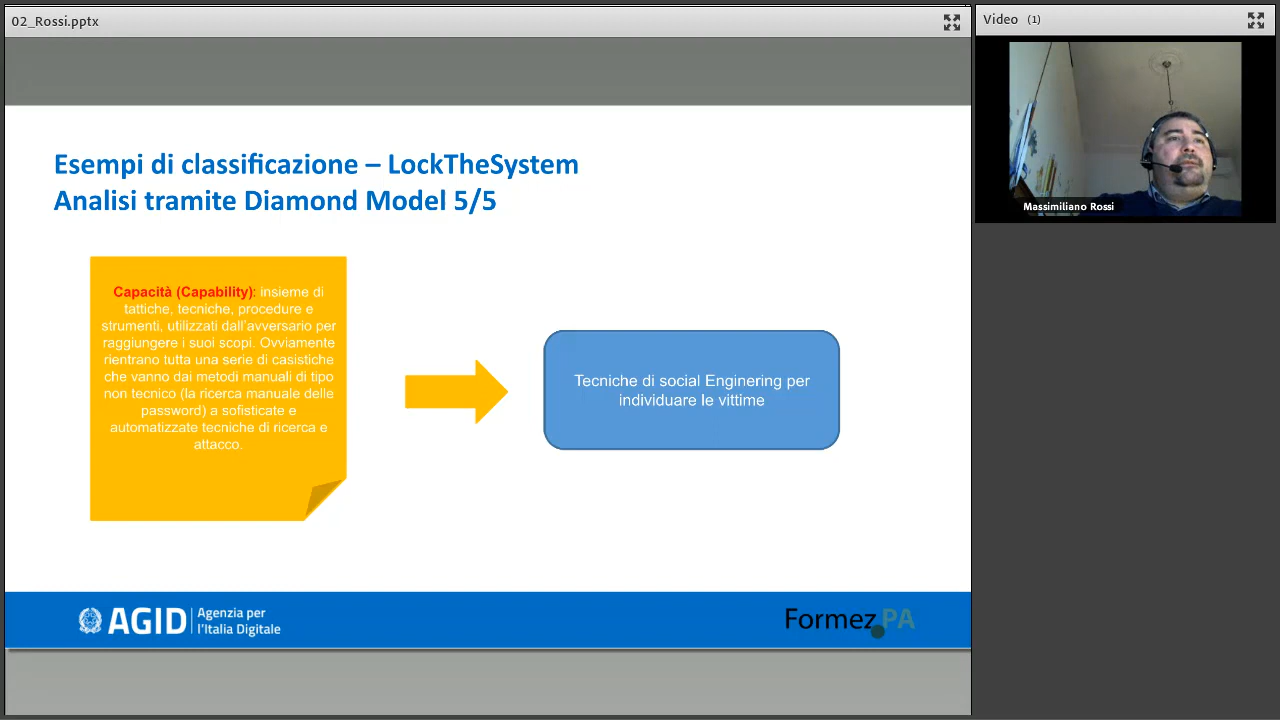 02_Rossi.pptx
Video (1)
Massimiliano Rossi
Esempi di classificazione – LockTheSystem
Analisi tramite Diamond Model 5/5
Capacità (Capability): insieme di
tattiche, tecniche, procedure e
strumenti, utilizzati dall'avversario per
raggiungere i suoi scopi. Ovviamente
rientrano tutta una serie di casistiche
che vanno dai metodi manuali di tipo
non tecnico (la ricerca manuale delle
password) a sofisticate e
automatizzate tecniche di ricerca e
attacco.
Tecniche di social Enginering per
individuare le vittime
AGID
Agenzia per
l'Italia Digitale
Formez PA